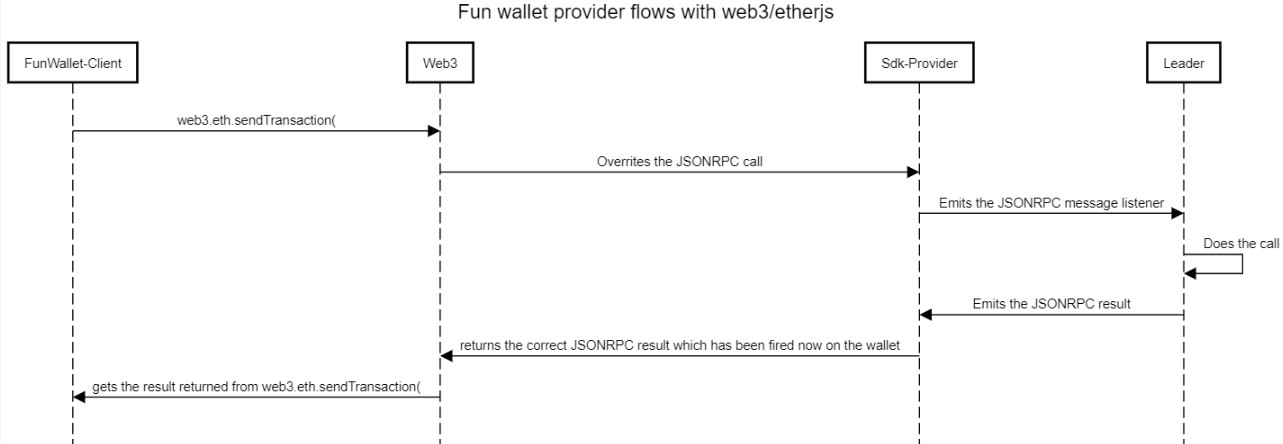 Fun wallet provider flows with web3/etherjs
FunWallet-Client
Web3
Sdk-Provider
Leader
web3.eth.sendTransaction(
Overrites the JSONRPC call
Emits the JSONRPC message listener
Does the call
Emits the JSONRPC result
returns the correct JSONRPC result which has been fired now on the wallet
gets the result returned from web3.eth.sendTransaction(